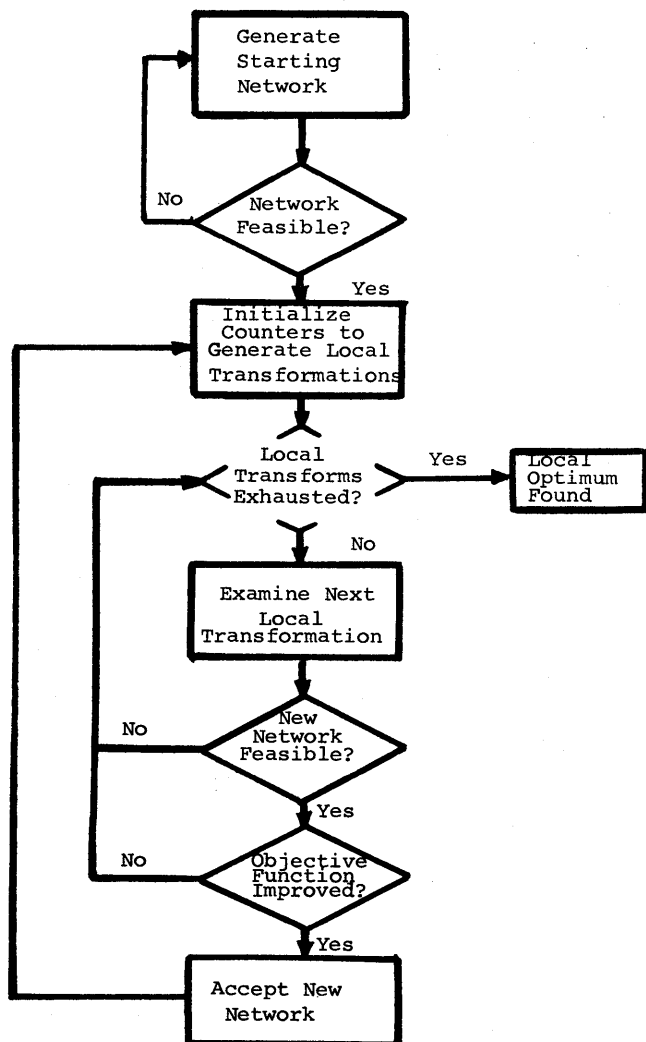 Generate
Starting
Network
No
Network
Feasible?
Yes
Initialize
Counters to
Generate Local
Transformations
Local
Transforms
Exhausted?
Yes
Local
Optimum
Found
No
Examine Next
Local
Transformation
No
New
Network
Feasible?
Yes
No
Objective
Function
Improved?
Yes
Accept New
Network